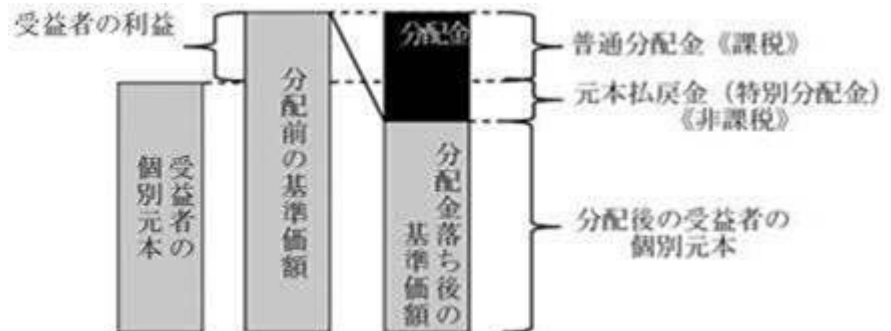 受益者の利益
分配金
普通分配金《課税》
元本払戻金（特別分配金）
《非課税》
受益者の
個別元本
分配前の基準価額
分配金落ち後の
基準価額
分配後の受益者の
個別元本